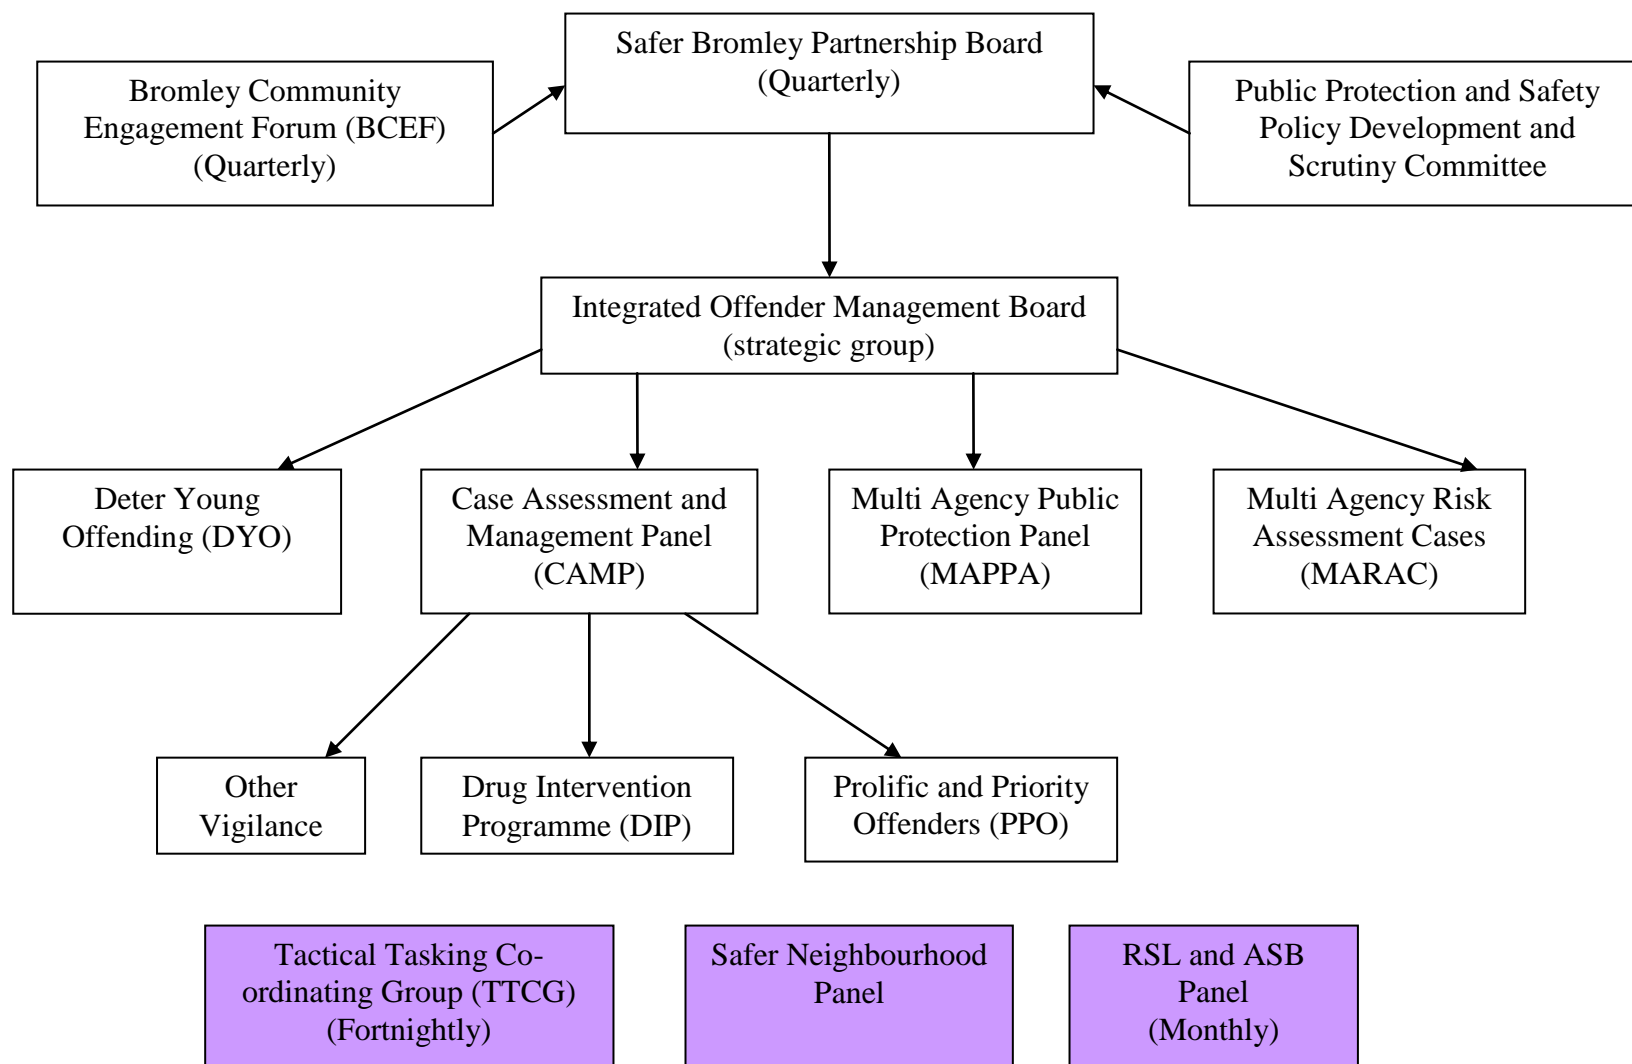 Safer Bromley Partnership Board
(Quarterly)
Bromley Community
Engagement Forum (BCEF)
(Quarterly)
Public Protection and Safety
Policy Development and
Scrutiny Committee
Integrated Offender Management Board
(strategic group)
Deter Young
Offending (DYO)
Case Assessment and
Management Panel
(CAMP)
Multi Agency Public
Protection Panel
(MAPPA)
Multi Agency Risk
Assessment Cases
(MARAC)
Other
Vigilance
Drug Intervention
Programme (DIP)
Prolific and Priority
Offenders (PPO)
Tactical Tasking Co-
ordinating Group (TTCG)
(Fortnightly)
Safer Neighbourhood
Panel
RSL and ASB
Panel
(Monthly)